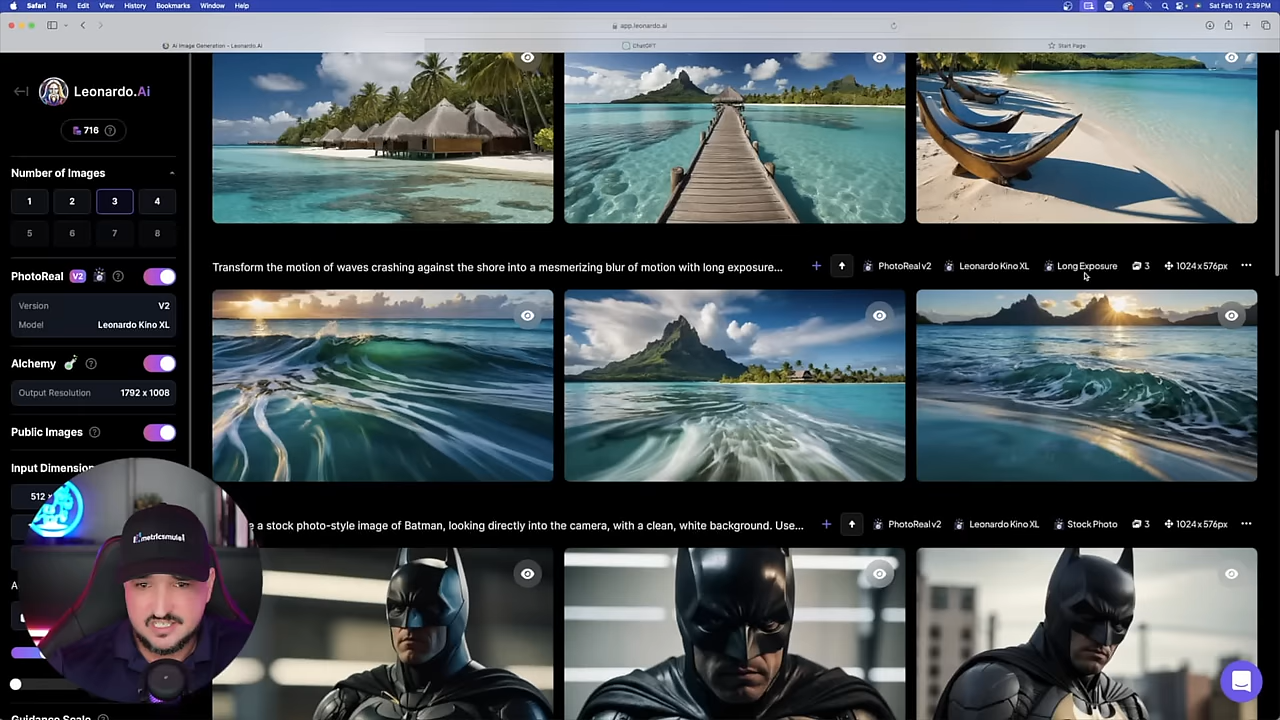 Safari File Edit View History Bookmarks Window Help
Sat Feb 10 2:39 PM
app.leonardo.ai
Ai Image Generation - Leonardo.Ai
ChatGPT
Start Page
Leonardo.Ai
716
Number of Images
1 2 3 4
5 6 7 8
PhotoReal V2
Version V2
Model Leonardo Kino XL
Alchemy
Output Resolution 1792 x 1008
Public Images
Input Dimension
512 x
A
Guidance Scale
Transform the motion of waves crashing against the shore into a mesmerizing blur of motion with long exposure...
PhotoReal v2 Leonardo Kino XL Long Exposure 3 1024 x 576px
e a stock photo-style image of Batman, looking directly into the camera, with a clean, white background. Use...
PhotoReal v2 Leonardo Kino XL Stock Photo 3 1024 x 576px
metricsmule